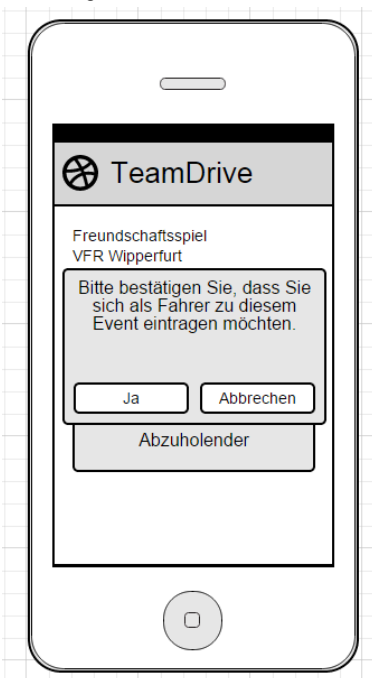 TeamDrive
Freundschaftsspiel
VFR Wipperfurt
Bitte bestätigen Sie, dass Sie
sich als Fahrer zu diesem
Event eintragen möchten.
Ja
Abbrechen
Abzuholender